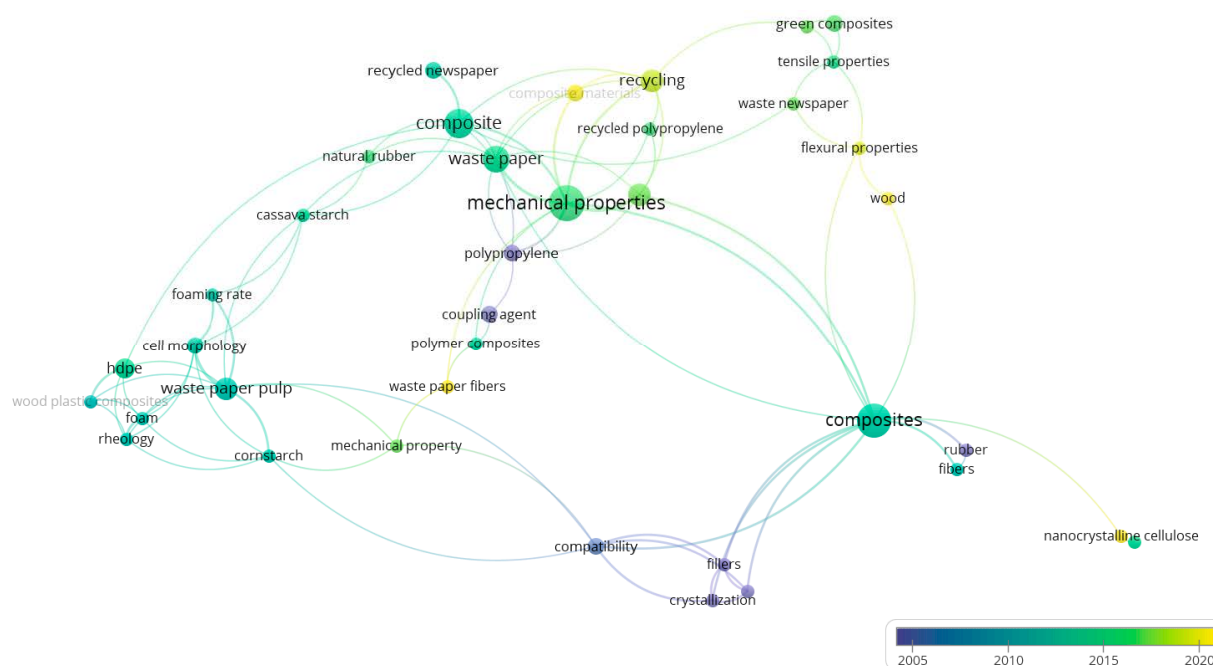 green composites
tensile properties
recycled newspaper
recycling
composite materials
waste newspaper
composite
recycled polypropylene
flexural properties
natural rubber
waste paper
wood
mechanical properties
cassava starch
polypropylene
foaming rate
coupling agent
cell morphology
polymer composites
hdpe
waste paper pulp
waste paper fibers
wood plastic composites
foam
composites
rheology
mechanical property
cornstarch
rubber
fibers
nanocrystalline cellulose
compatibility
fillers
crystallization
2005 2010 2015 2020